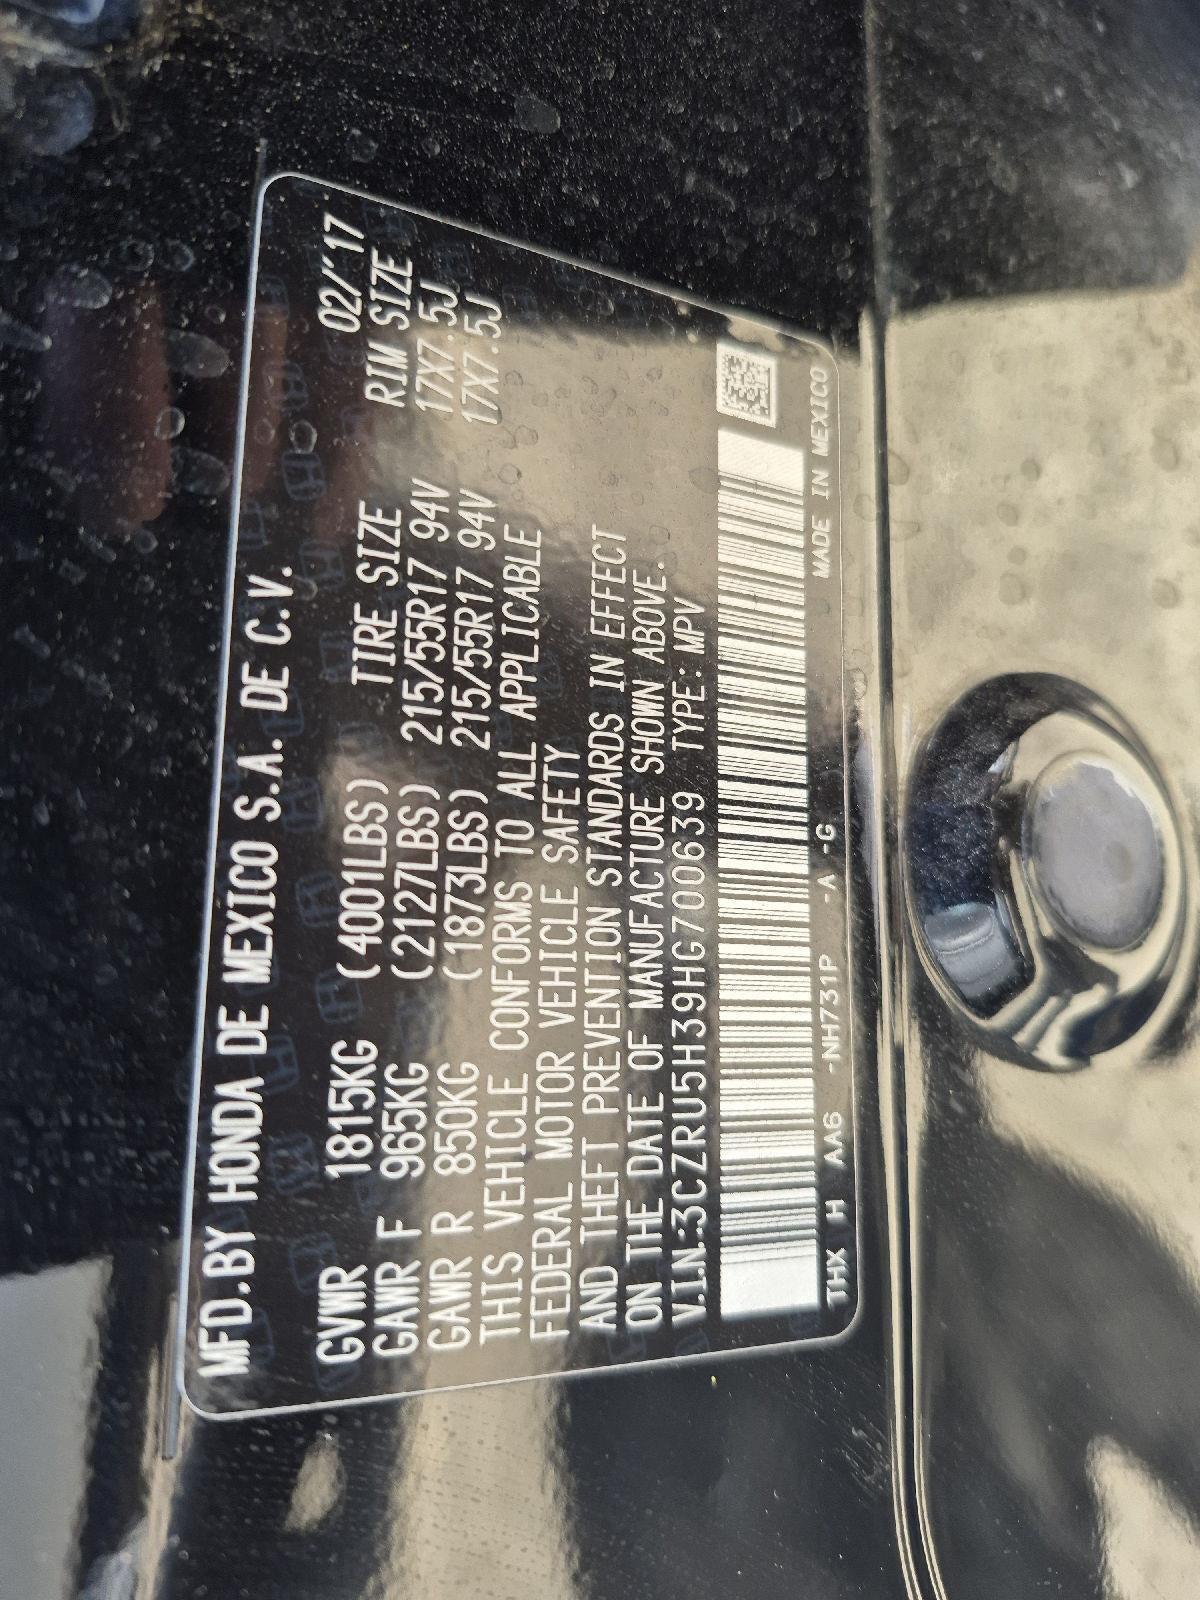 MFD.BY HONDA DE MEXICO S.A. DE C.V.
02/'17
GVWR 1815KG (4001LBS) TIRE SIZE RIM SIZE
GAWR F 965KG (2127LBS) 215/55R17 94V 17X7.5J
GAWR R 850KG (1873LBS) 215/55R17 94V 17X7.5J
THIS VEHICLE CONFORMS TO ALL APPLICABLE
FEDERAL MOTOR VEHICLE SAFETY
AND THEFT PREVENTION STANDARDS IN EFFECT
ON THE DATE OF MANUFACTURE SHOWN ABOVE.
V.I.N:3CZRU5H39HG700639 TYPE: MPV
THX H AA6 -NH731P -A -G MADE IN MEXICO